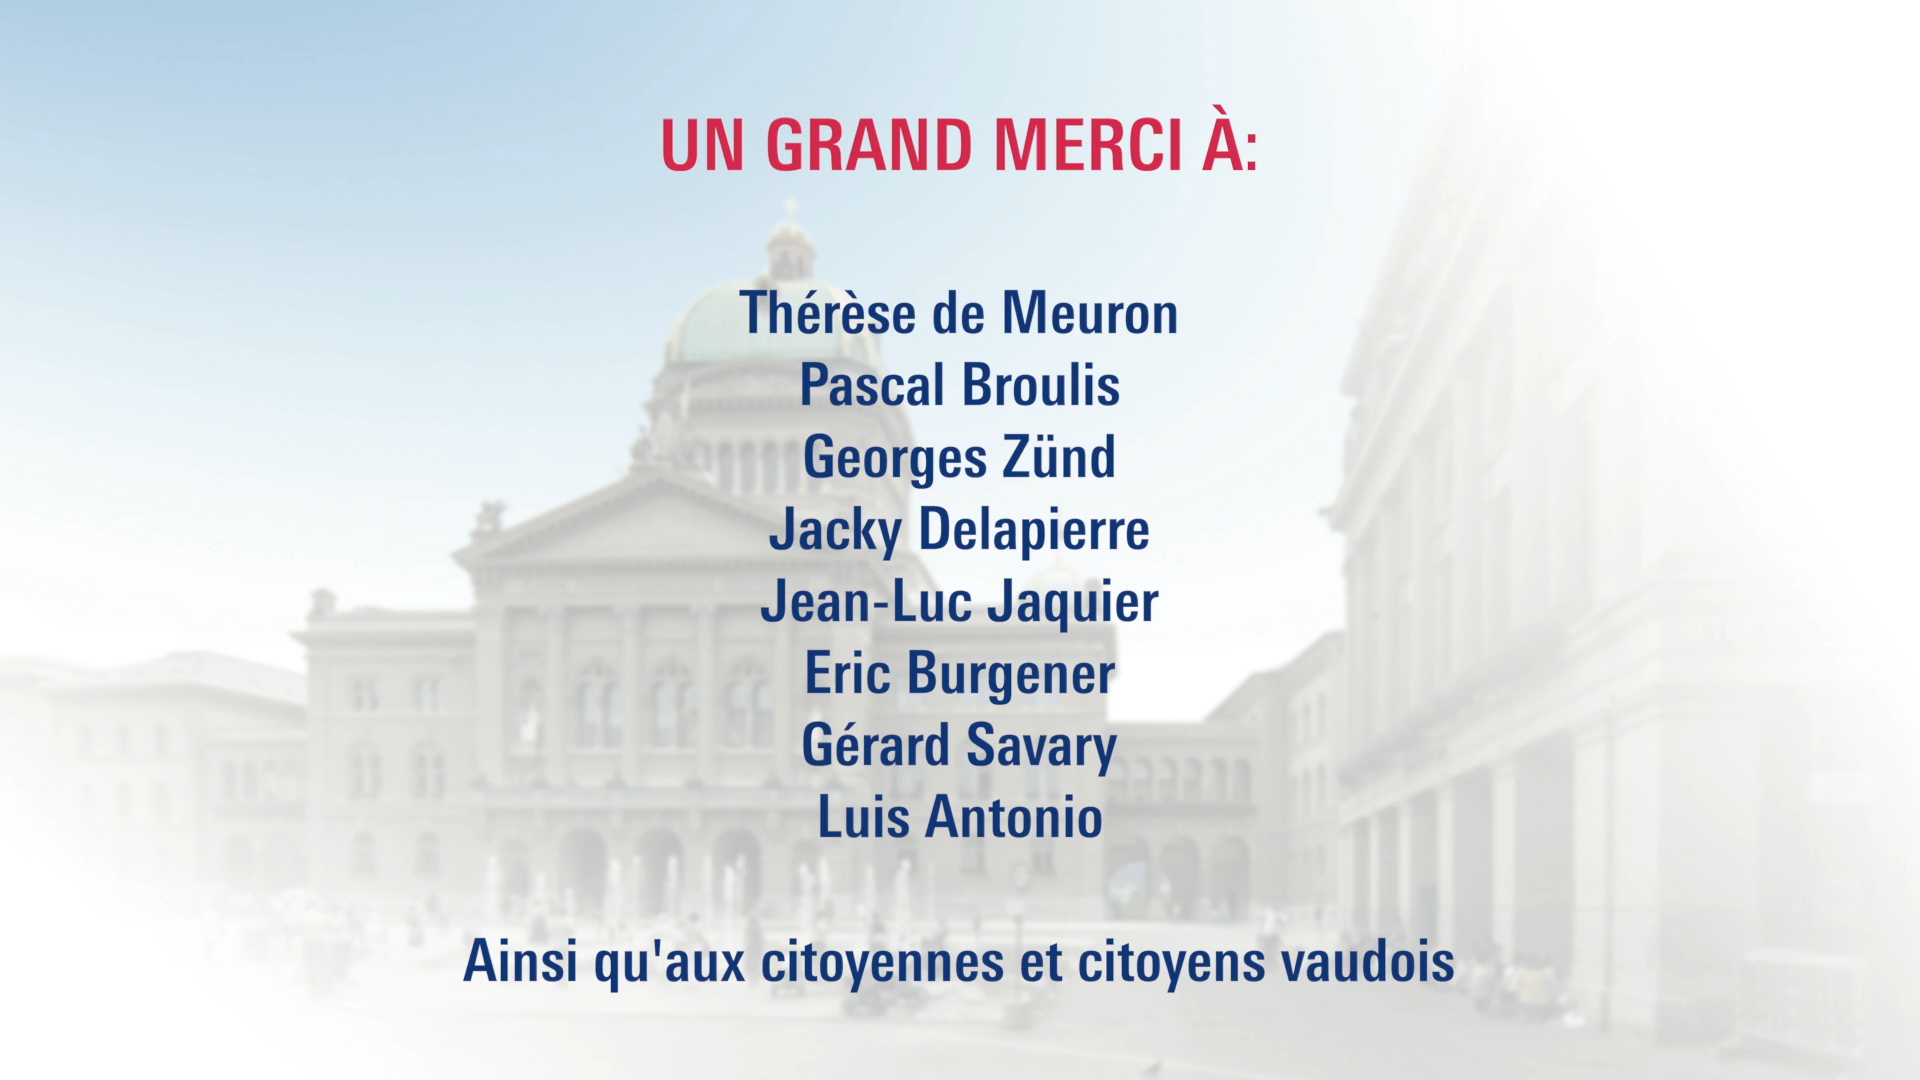 UN GRAND MERCI À:
Thérèse de Meuron
Pascal Broulis
Georges Zünd
Jacky Delapierre
Jean-Luc Jaquier
Eric Burgener
Gérard Savary
Luis Antonio
Ainsi qu'aux citoyennes et citoyens vaudois